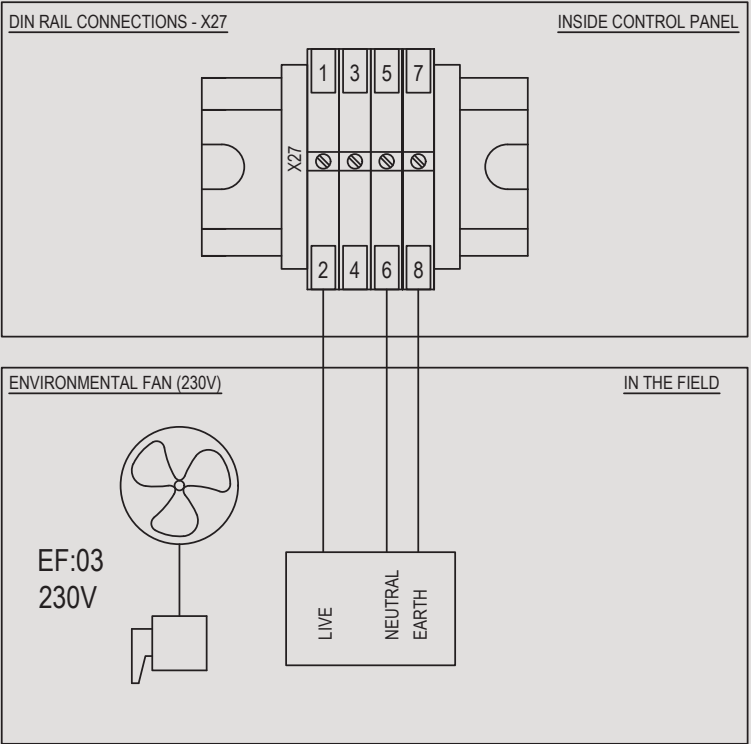 DIN RAIL CONNECTIONS - X27
INSIDE CONTROL PANEL
1 3 5 7
X27
2 4 6 8
ENVIRONMENTAL FAN (230V)
IN THE FIELD
EF:03
230V
LIVE
NEUTRAL
EARTH